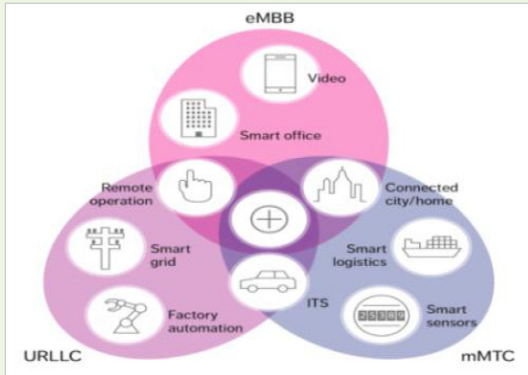 eMBB
Video
Smart office
Remote
operation
Connected
city/home
Smart
grid
Smart
logistics
ITS
Factory
automation
25389
Smart
sensors
URLLC
mMTC